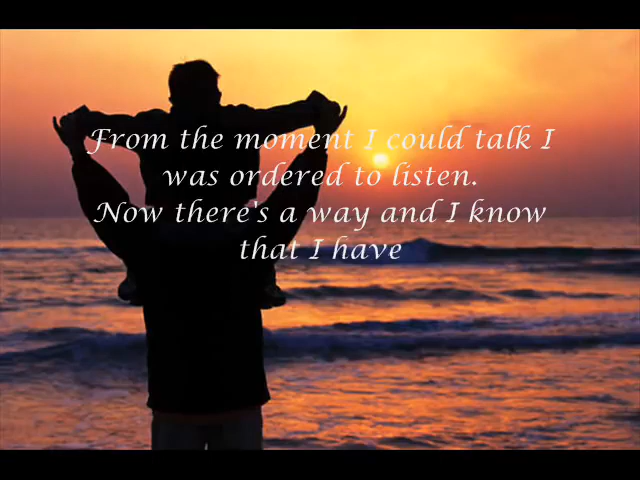 From the moment I could talk I
was ordered to listen.
Now there's a way and I know
that I have